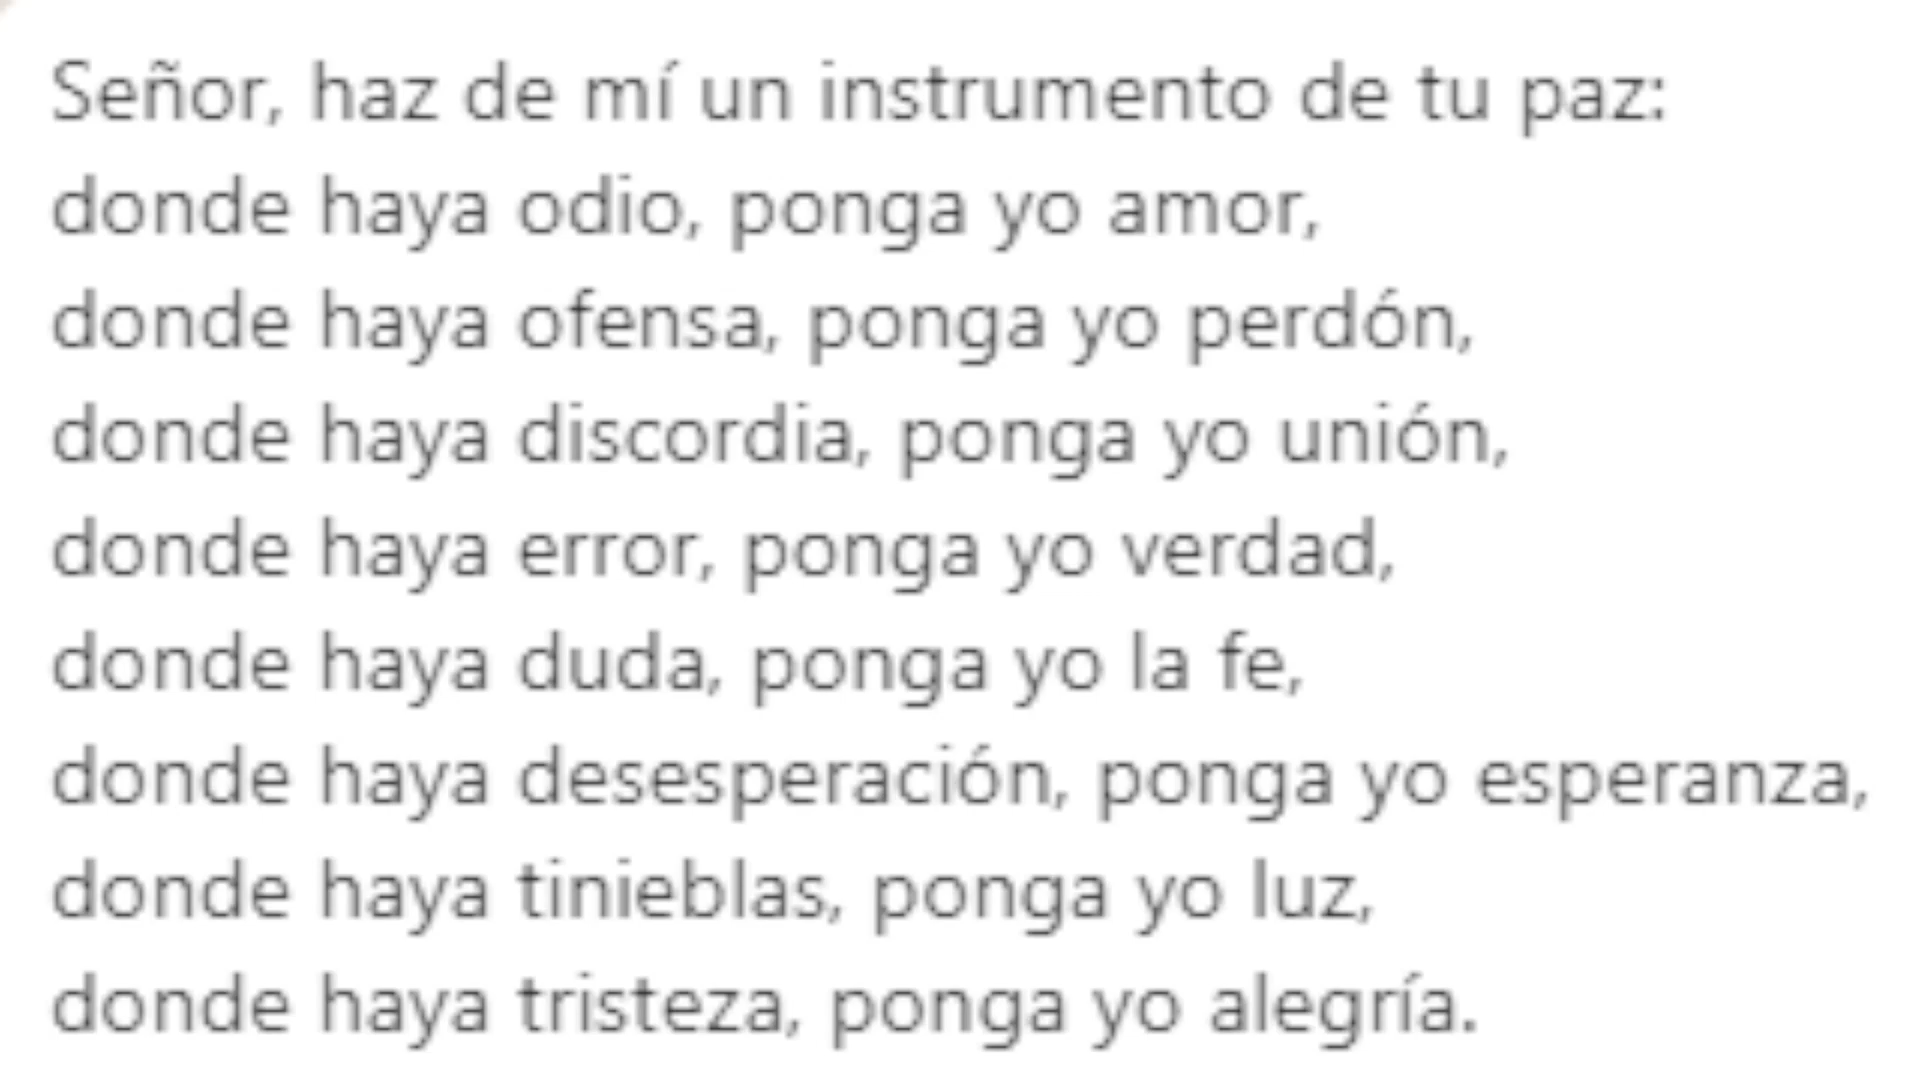 Señor, haz de mí un instrumento de tu paz:
donde haya odio, ponga yo amor,
donde haya ofensa, ponga yo perdón,
donde haya discordia, ponga yo unión,
donde haya error, ponga yo verdad,
donde haya duda, ponga yo la fe,
donde haya desesperación, ponga yo esperanza,
donde haya tinieblas, ponga yo luz,
donde haya tristeza, ponga yo alegría.